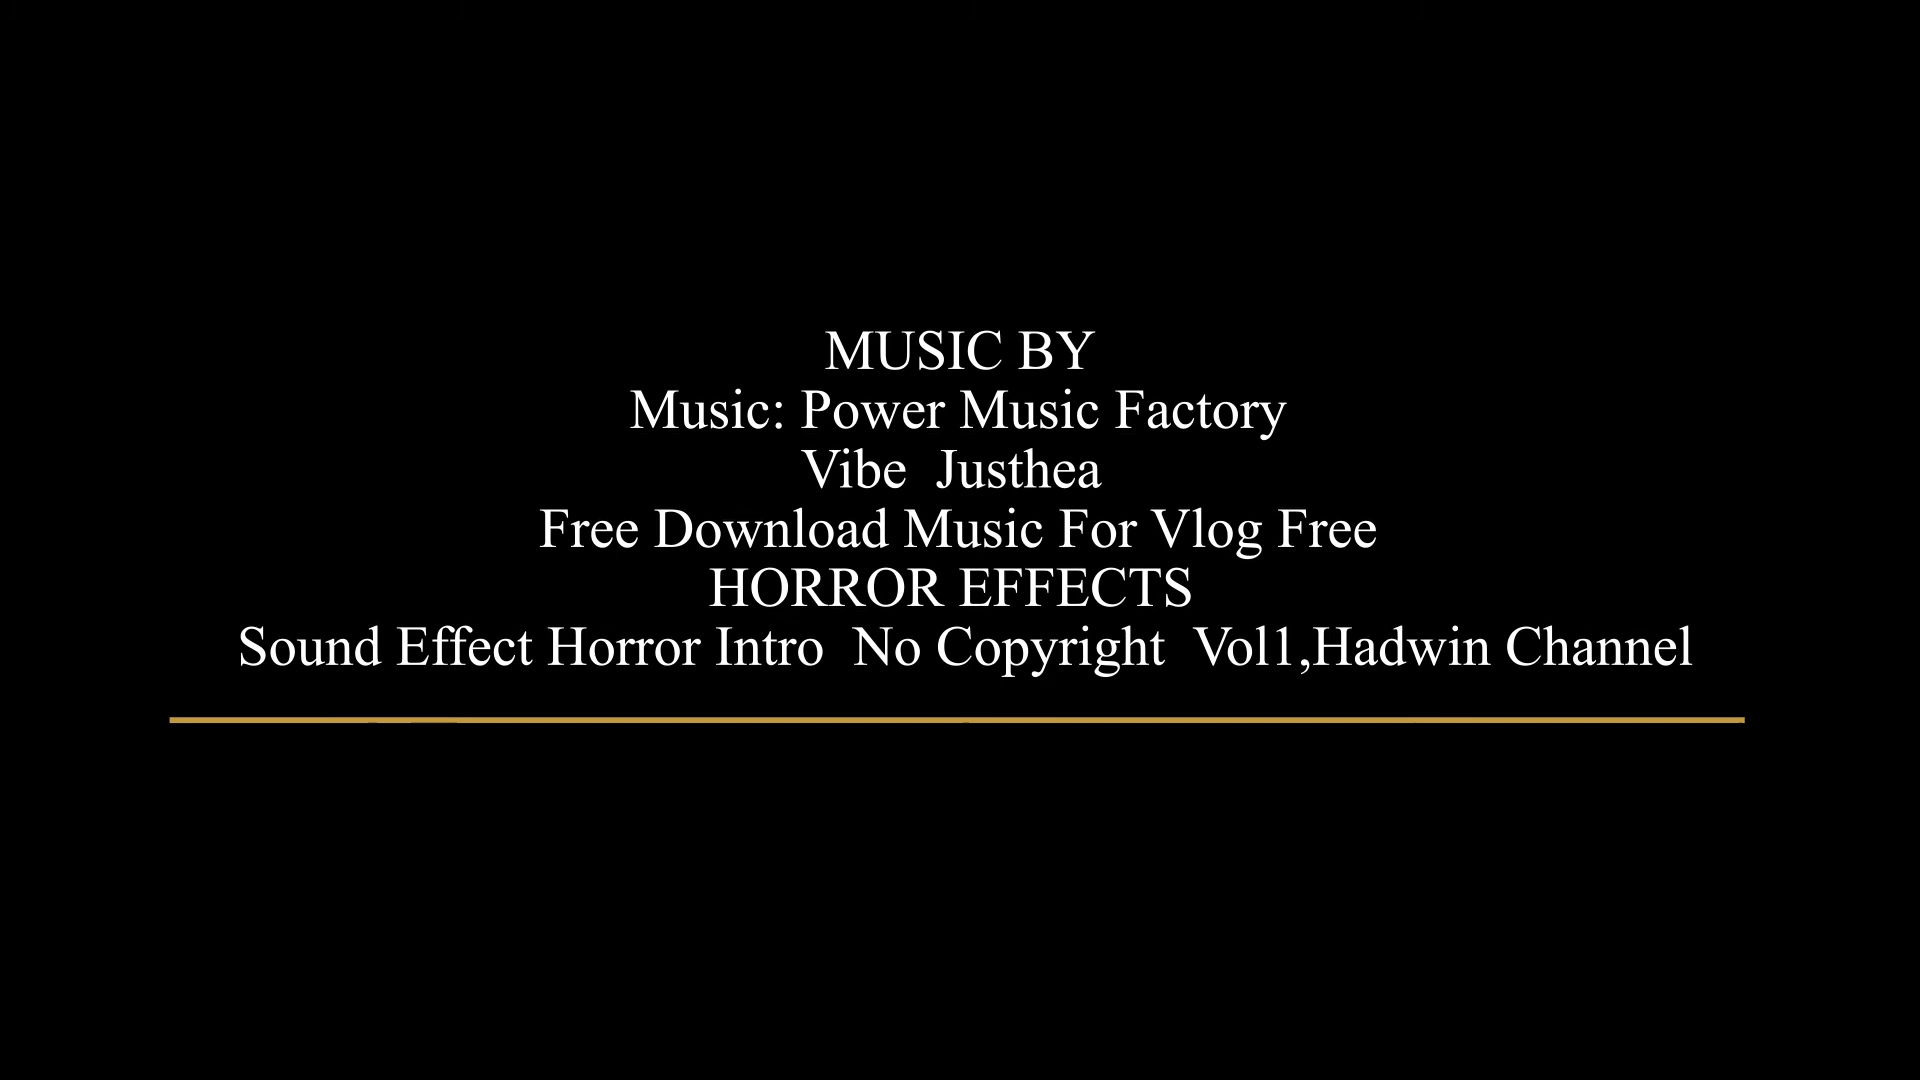 MUSIC BY
Music: Power Music Factory
Vibe  Justhea
Free Download Music For Vlog Free
HORROR EFFECTS
Sound Effect Horror Intro  No Copyright  Vol1,Hadwin Channel